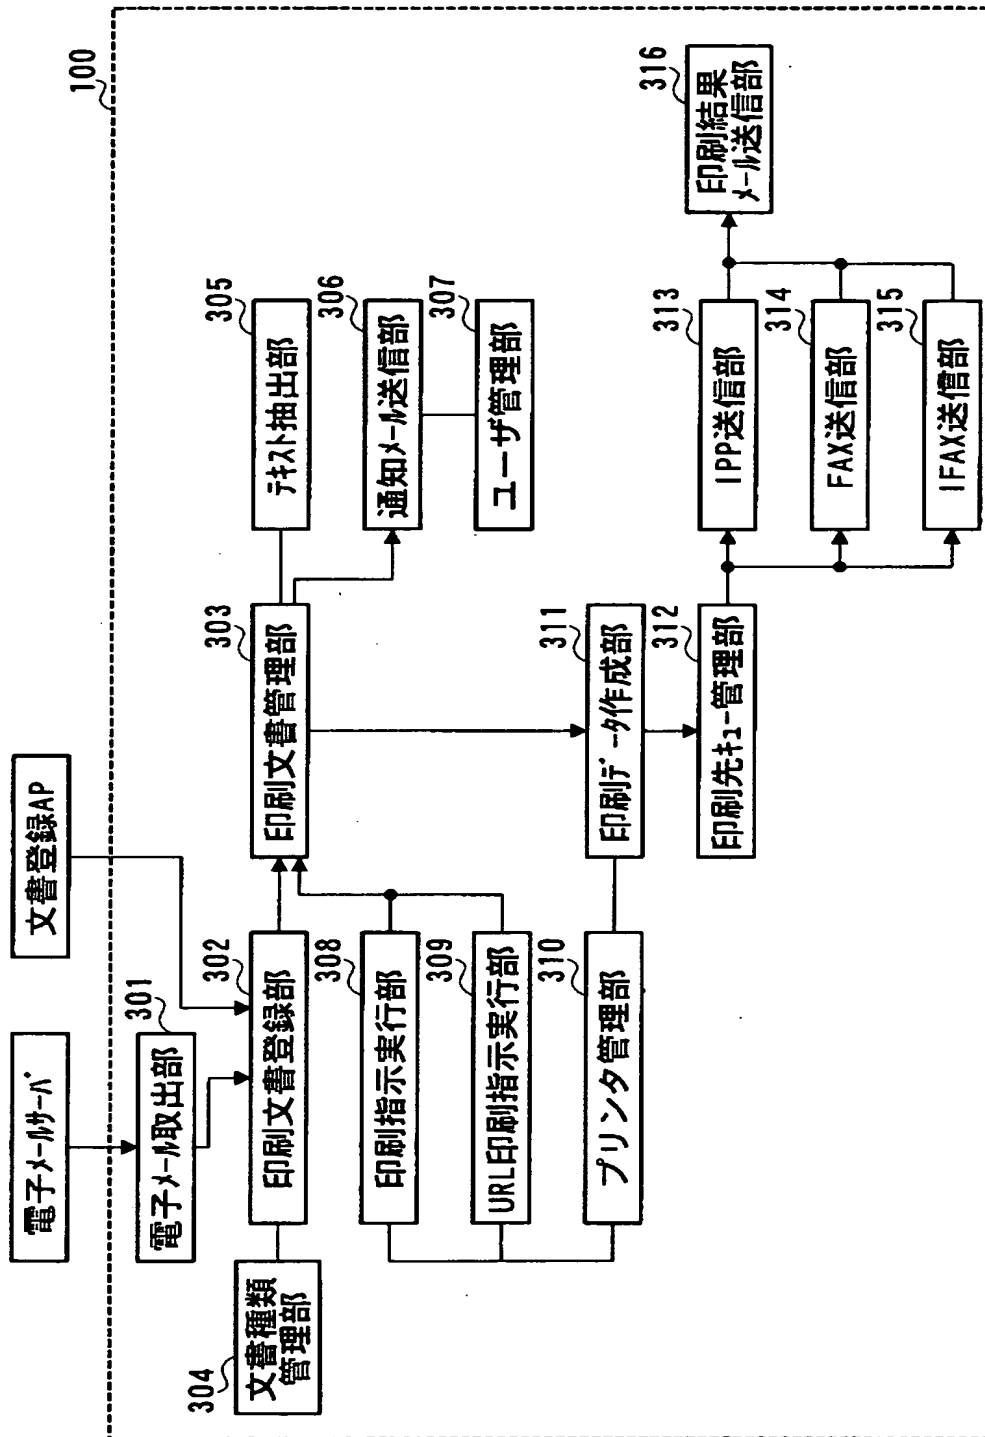 電子メールサーバ
文書登録AP
100
301
電子メール取出部
304
文書種類
管理部
302
印刷文書登録部
303
印刷文書管理部
305
テキスト抽出部
308
印刷指示実行部
306
通知メール送信部
309
URL印刷指示実行部
307
ユーザ管理部
310
プリンタ管理部
311
印刷データ作成部
312
印刷先キュー管理部
313
IPP送信部
314
FAX送信部
315
IFAX送信部
316
印刷結果
メール送信部